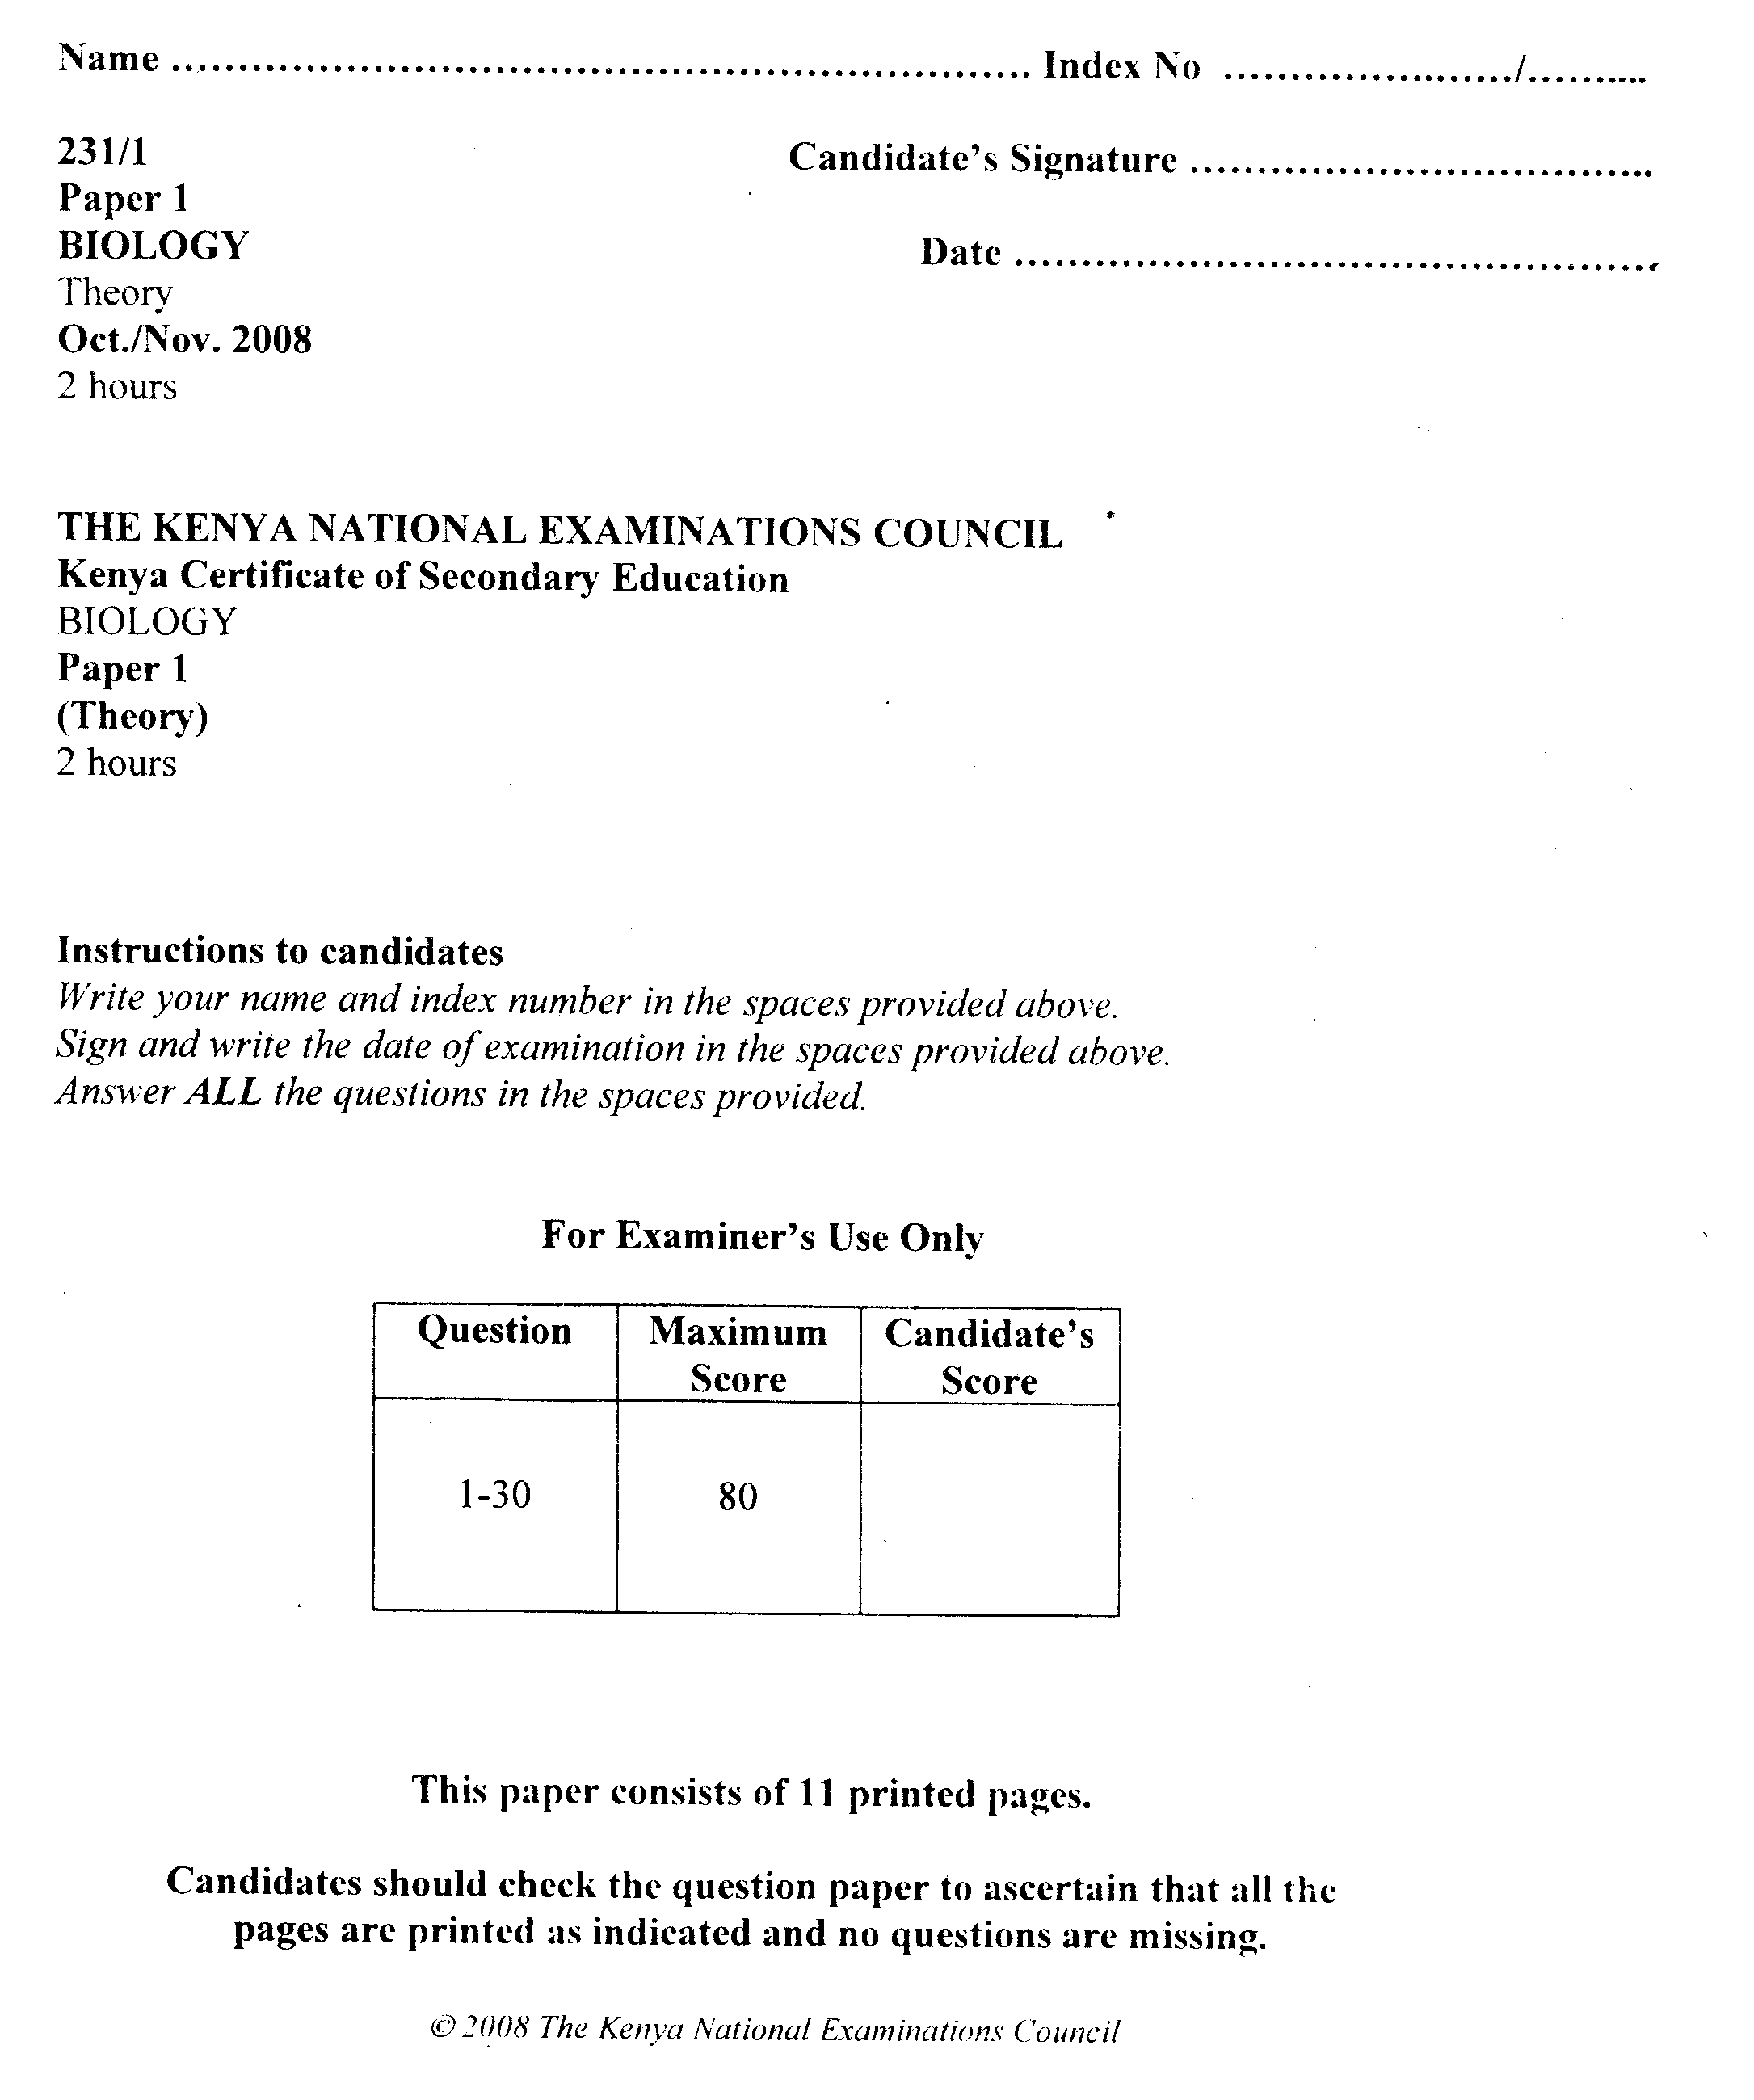 Name ................................................................ Index No ....................../.........
231/1
Candidate's Signature ..................................
Paper 1
BIOLOGY
Date ................................................
Theory
Oct./Nov. 2008
2 hours
THE KENYA NATIONAL EXAMINATIONS COUNCIL
Kenya Certificate of Secondary Education
BIOLOGY
Paper 1
(Theory)
2 hours
Instructions to candidates
Write your name and index number in the spaces provided above.
Sign and write the date of examination in the spaces provided above.
Answer ALL the questions in the spaces provided.
For Examiner's Use Only
Question Maximum Score Candidate's Score
1-30 80
This paper consists of 11 printed pages.
Candidates should check the question paper to ascertain that all the
pages are printed as indicated and no questions are missing.
© 2008 The Kenya National Examinations Council